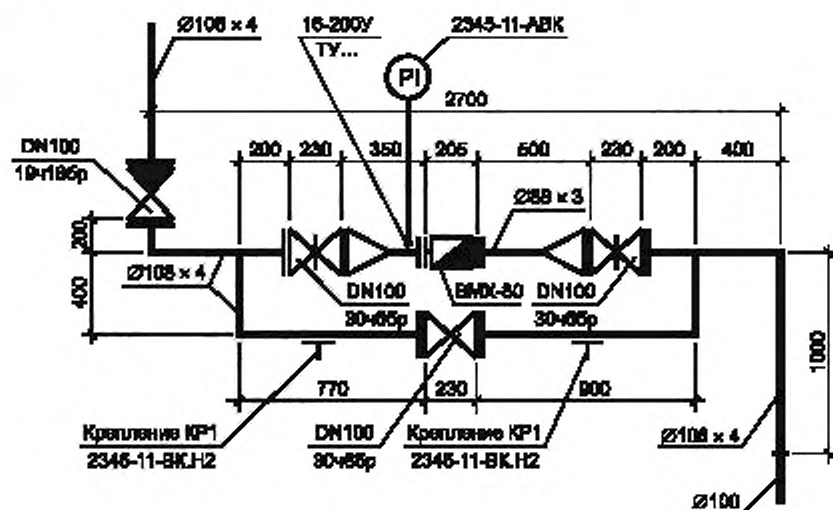 Ø108 × 4
16-200У
ТУ...
2345-11-АВК
PI
2700
DN100
19ч16бр
200
230
350
205
500
230
200
400
200
Ø88 × 3
Ø108 × 4
400
DN100
30ч6бр
ВМХ-80
DN100
30ч6бр
1000
770
230
900
Крепление КР1
2345-11-ВК.Н2
DN100
30ч6бр
Крепление КР1
2345-11-ВК.Н2
Ø108 × 4
Ø100